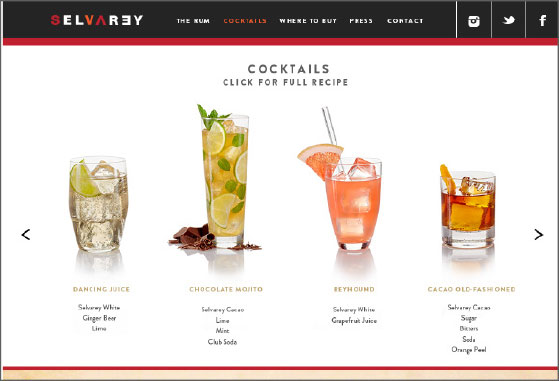 SELVAREY
THE RUM COCKTAILS WHERE TO BUY PRESS CONTACT
COCKTAILS
CLICK FOR FULL RECIPE
DANCING JUICE
Selvarey White
Ginger Beer
Lime
CHOCOLATE MOJITO
Selvarey Cacao
Lime
Mint
Club Soda
REYHOUND
Selvarey White
Grapefruit Juice
CACAO OLD-FASHIONED
Selvarey Cacao
Sugar
Bitters
Soda
Orange Peel